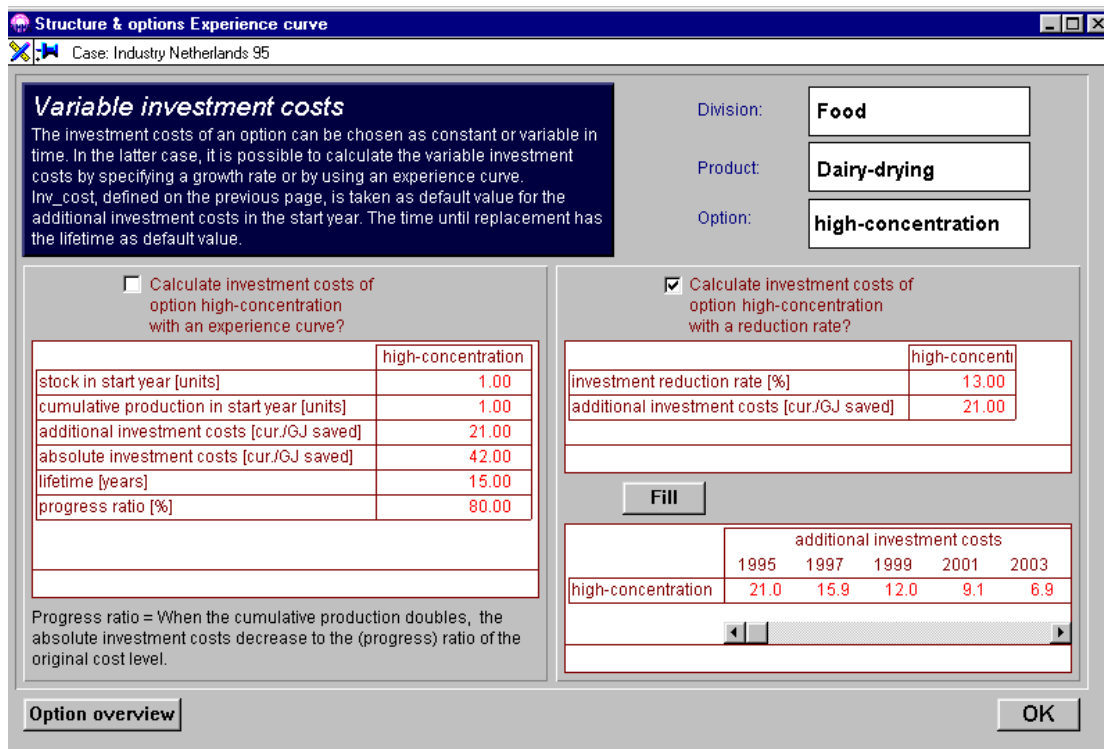 Structure & options Experience curve
Case: Industry Netherlands 95
Variable investment costs
The investment costs of an option can be chosen as constant or variable in
time. In the latter case, it is possible to calculate the variable investment
costs by specifying a growth rate or by using an experience curve.
Inv_cost, defined on the previous page, is taken as default value for the
additional investment costs in the start year. The time until replacement has
the lifetime as default value.
Division: Food
Product: Dairy-drying
Option: high-concentration
Calculate investment costs of
option high-concentration
with an experience curve?
high-concentration
stock in start year [units] 1.00
cumulative production in start year [units] 1.00
additional investment costs [cur./GJ saved] 21.00
absolute investment costs [cur./GJ saved] 42.00
lifetime [years] 15.00
progress ratio [%] 80.00
Progress ratio = When the cumulative production doubles, the
absolute investment costs decrease to the (progress) ratio of the
original cost level.
Calculate investment costs of
option high-concentration
with a reduction rate?
high-concenti
investment reduction rate [%] 13.00
additional investment costs [cur./GJ saved] 21.00
Fill
additional investment costs
1995 1997 1999 2001 2003
high-concentration 21.0 15.9 12.0 9.1 6.9
Option overview
OK